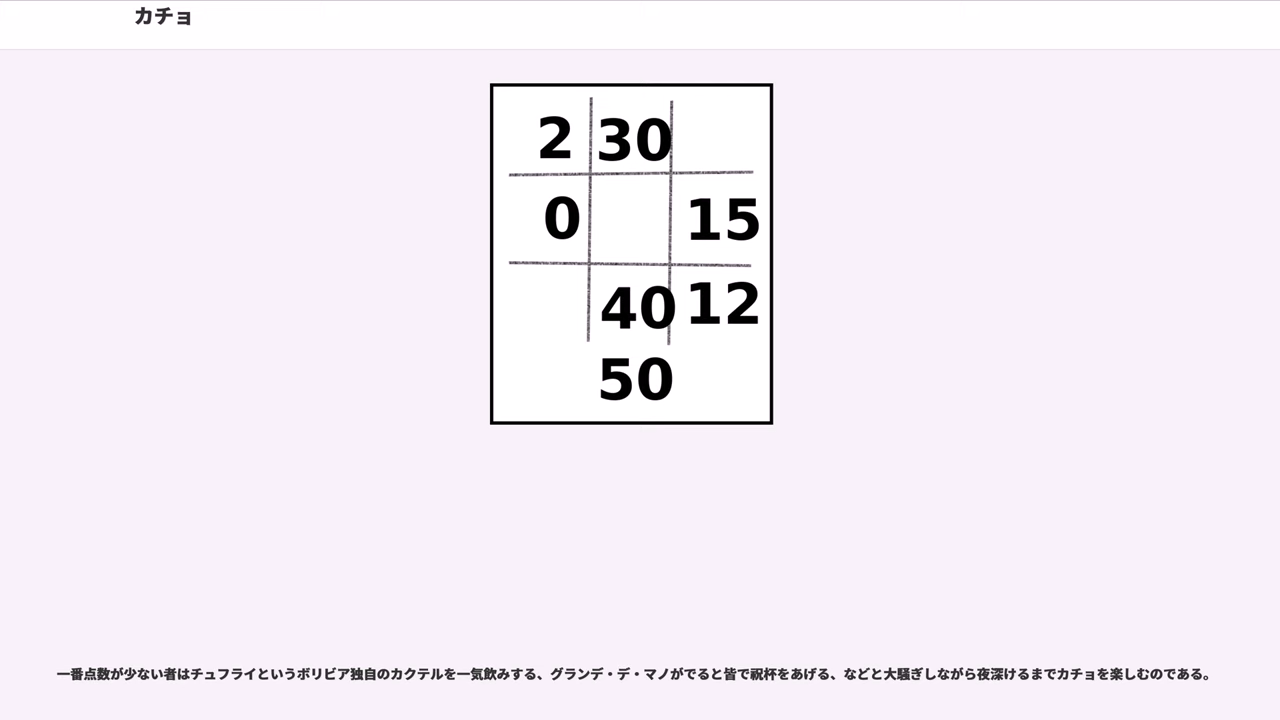 カチョ
2 30
0 15
40 12
50
一番点数が少ない者はチュフライというボリビア独自のカクテルを一気飲みする、グランデ・デ・マノがでると皆で祝杯をあげる、などと大騒ぎしながら夜深けるまでカチョを楽しむのである。